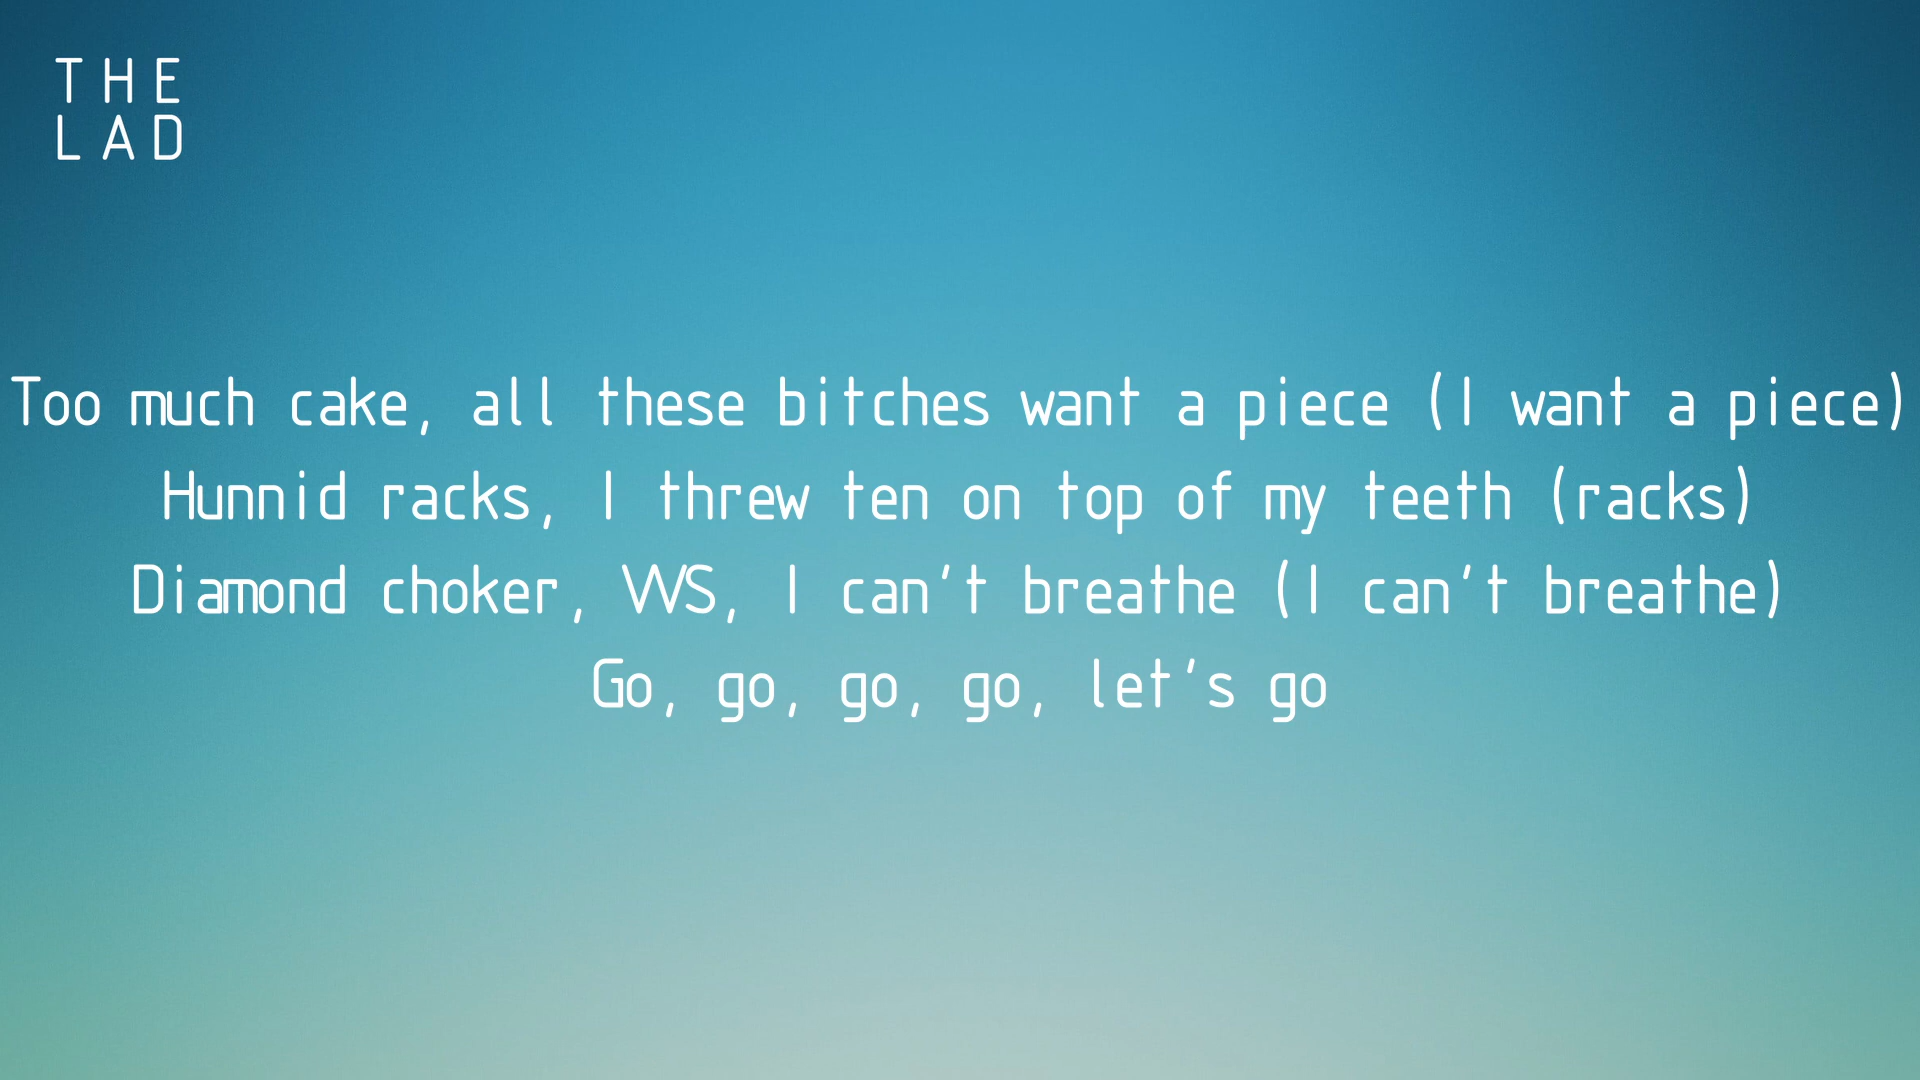 THE
LAD
Too much cake, all these bitches want a piece (I want a piece)
Hunnid racks, I threw ten on top of my teeth (racks)
Diamond choker, VVS, I can't breathe (I can't breathe)
Go, go, go, go, let's go